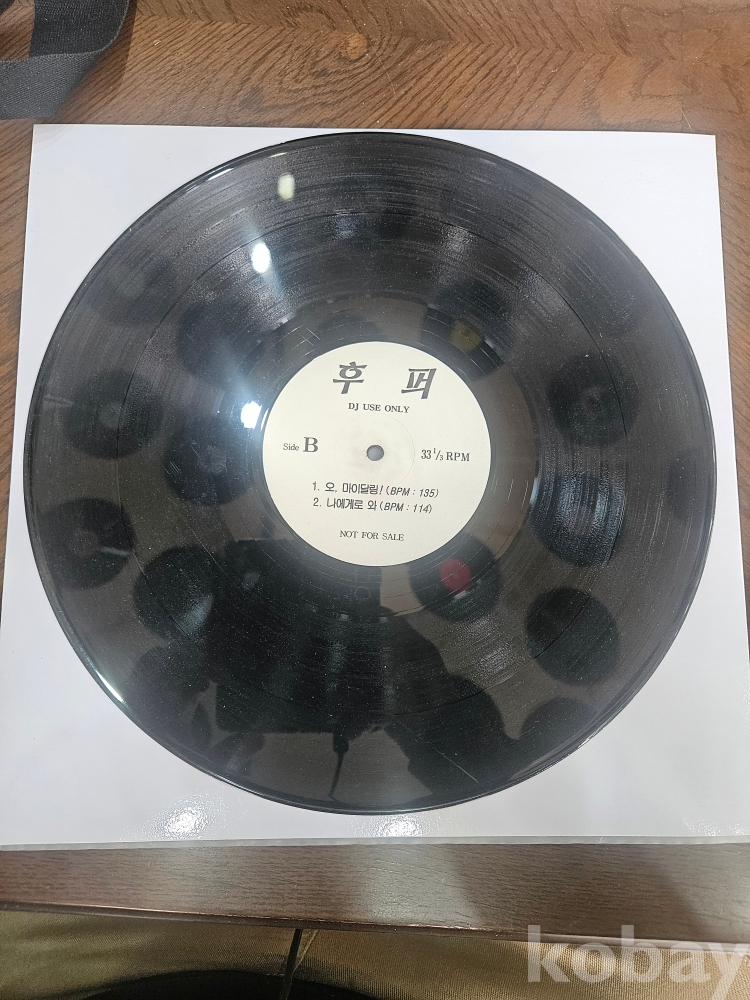 후 퍼
DJ USE ONLY
Side B
33 1/3 RPM
1. 오, 마이달링! (BPM : 135)
2. 나에게로 와 (BPM : 114)
NOT FOR SALE
kobay